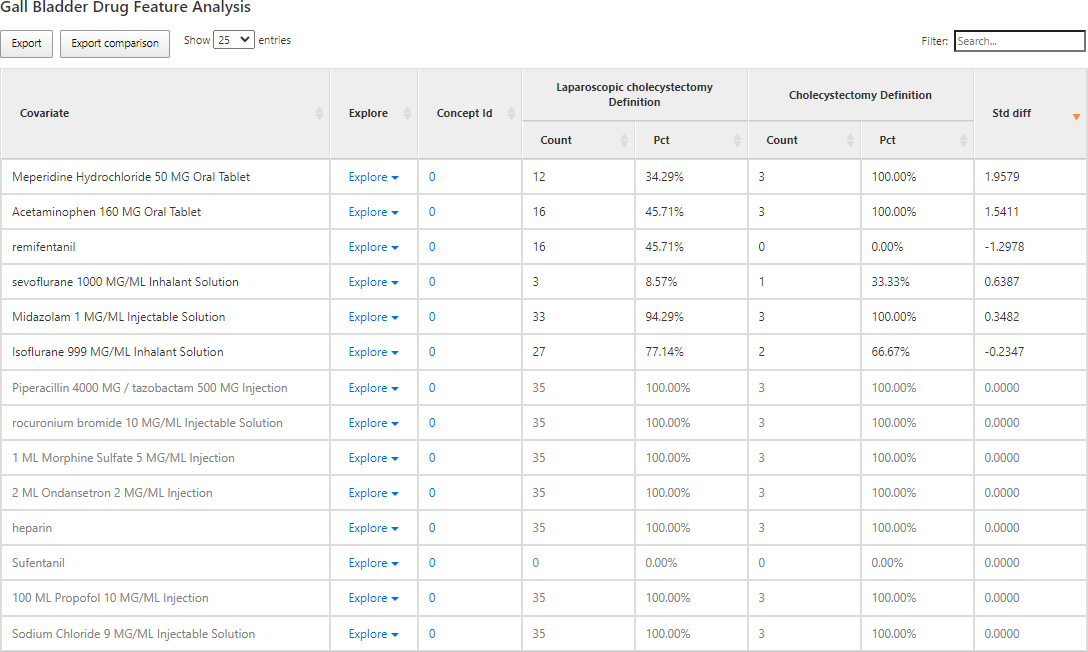 Gall Bladder Drug Feature Analysis
Export Export comparison Show 25 entries Filter: Search...
Laparoscopic cholecystectomy Definition Cholecystectomy Definition
Covariate Explore Concept Id Count Pct Count Pct Std diff
Meperidine Hydrochloride 50 MG Oral Tablet Explore 0 12 34.29% 3 100.00% 1.9579
Acetaminophen 160 MG Oral Tablet Explore 0 16 45.71% 3 100.00% 1.5411
remifentanil Explore 0 16 45.71% 0 0.00% -1.2978
sevoflurane 1000 MG/ML Inhalant Solution Explore 0 3 8.57% 1 33.33% 0.6387
Midazolam 1 MG/ML Injectable Solution Explore 0 33 94.29% 3 100.00% 0.3482
Isoflurane 999 MG/ML Inhalant Solution Explore 0 27 77.14% 2 66.67% -0.2347
Piperacillin 4000 MG / tazobactam 500 MG Injection Explore 0 35 100.00% 3 100.00% 0.0000
rocuronium bromide 10 MG/ML Injectable Solution Explore 0 35 100.00% 3 100.00% 0.0000
1 ML Morphine Sulfate 5 MG/ML Injection Explore 0 35 100.00% 3 100.00% 0.0000
2 ML Ondansetron 2 MG/ML Injection Explore 0 35 100.00% 3 100.00% 0.0000
heparin Explore 0 35 100.00% 3 100.00% 0.0000
Sufentanil Explore 0 0 0.00% 0 0.00% 0.0000
100 ML Propofol 10 MG/ML Injection Explore 0 35 100.00% 3 100.00% 0.0000
Sodium Chloride 9 MG/ML Injectable Solution Explore 0 35 100.00% 3 100.00% 0.0000